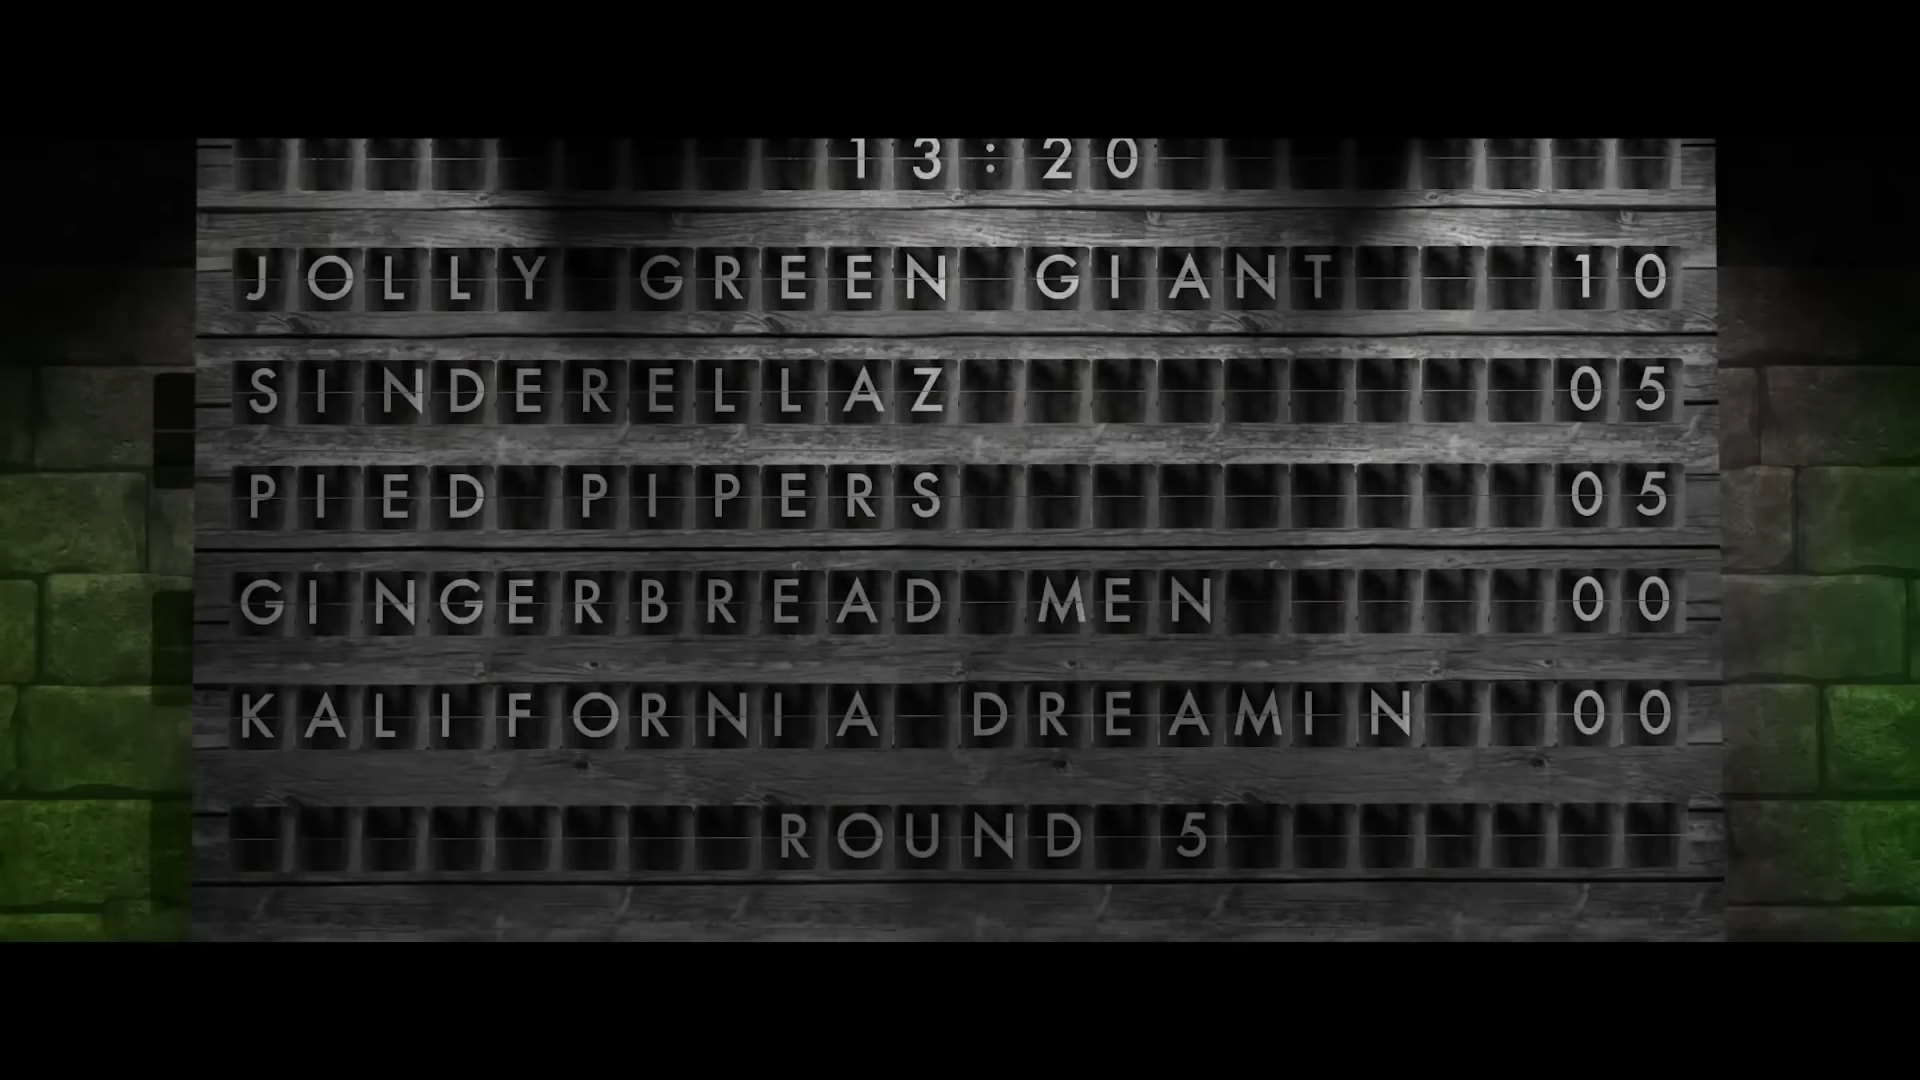 13:20
JOLLY GREEN GIANT 10
SINDERELLAZ 05
PIED PIPERS 05
GINGERBREAD MEN 00
KALIFORNIA DREAMIN 00
ROUND 5